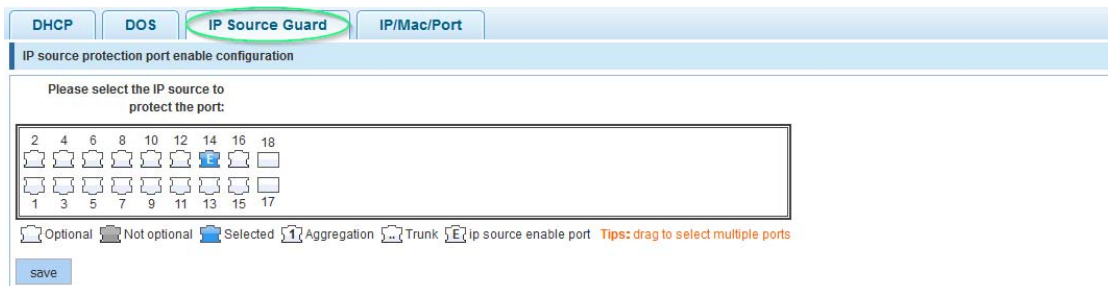 DHCP DOS IP Source Guard IP/Mac/Port
IP source protection port enable configuration
Please select the IP source to
protect the port:
2 4 6 8 10 12 14 16 18
E
1 3 5 7 9 11 13 15 17
Optional Not optional Selected 1 Aggregation .. Trunk E ip source enable port Tips: drag to select multiple ports
save